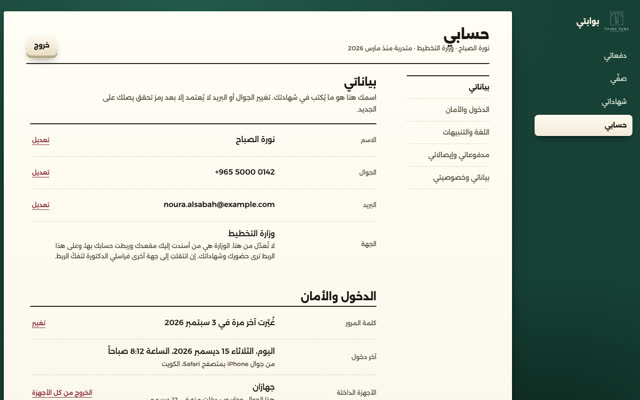 بوابتي
دفعاتي
صفّي
شهاداتي
حسابي
حسابي
نورة الصباح · وزارة التخطيط · متدربة منذ مارس 2026
خروج
بياناتي
الدخول والأمان
اللغة والتنبيهات
مدفوعاتي وإيصالاتي
بياناتي وخصوصيتي
بياناتي
اسمك هنا هو ما يُكتب في شهادتك. تغيير الجوال أو البريد لا يُعتمد إلا بعد رمز تحقق يصلك على
الجديد.
الاسم
نورة الصباح
تعديل
الجوال
+965 5000 0142
تعديل
البريد
noura.alsabah@example.com
تعديل
الجهة
وزارة التخطيط
لا تُعدَّل من هنا: الوزارة هي من أسندت إليك مقعدك وربطت حسابك بها، وعلى هذا
الربط ترى حضورك وشهاداتك. إن انتقلتِ إلى جهة أخرى فراسلي الدكتورة لتفكّ الربط.
الدخول والأمان
كلمة المرور
غُيّرت آخر مرة في 3 سبتمبر 2026
تغيير
آخر دخول
اليوم، الثلاثاء 15 ديسمبر 2026، الساعة 8:12 صباحاً
من جوال iPhone بمتصفح Safari، الكويت
الأجهزة الداخلة
جهازان
الخروج من كل الأجهزة